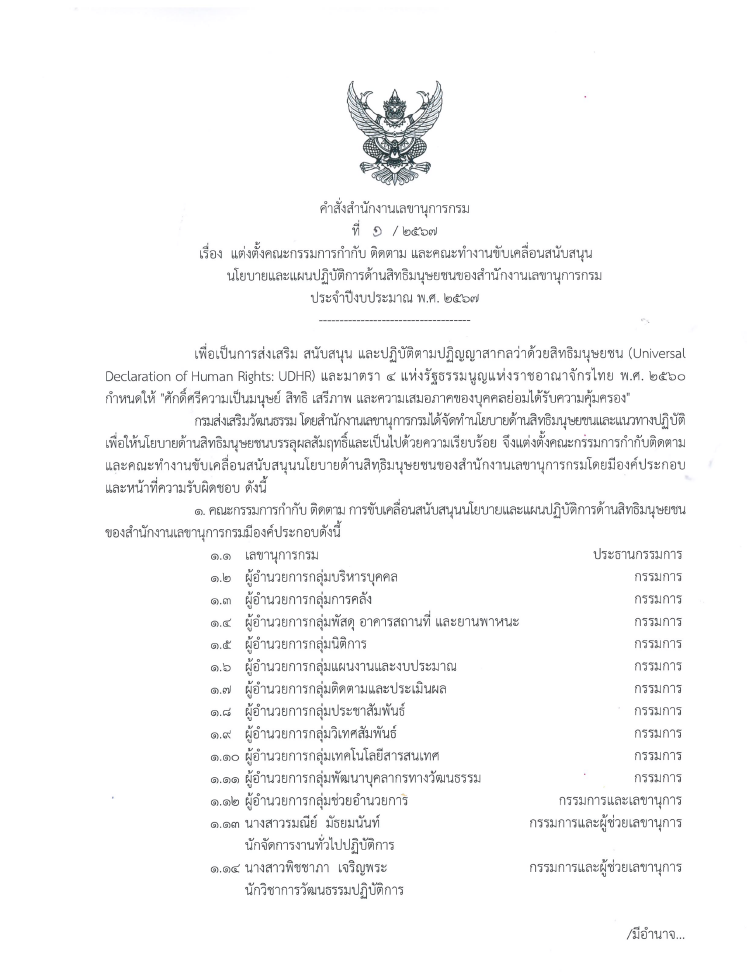 คำสั่งสำนักงานเลขานุการกรม
ที่ ๑ / ๒๕๖๗
เรื่อง แต่งตั้งคณะกรรมการกำกับ ติดตาม และคณะทำงานขับเคลื่อนสนับสนุน
นโยบายและแผนปฏิบัติการด้านสิทธิมนุษยชนของสำนักงานเลขานุการกรม
ประจำปีงบประมาณ พ.ศ. ๒๕๖๗
------------------------------------
เพื่อเป็นการส่งเสริม สนับสนุน และปฏิบัติตามปฏิญญาสากลว่าด้วยสิทธิมนุษยชน (Universal
Declaration of Human Rights: UDHR) และมาตรา ๔ แห่งรัฐธรรมนูญแห่งราชอาณาจักรไทย พ.ศ. ๒๕๖๐
กำหนดให้ "ศักดิ์ศรีความเป็นมนุษย์ สิทธิ เสรีภาพ และความเสมอภาคของบุคคลย่อมได้รับความคุ้มครอง"
กรมส่งเสริมวัฒนธรรม โดยสำนักงานเลขานุการกรมได้จัดทำนโยบายด้านสิทธิมนุษยชนและแนวทางปฏิบัติ
เพื่อให้นโยบายด้านสิทธิมนุษยชนบรรลุผลสัมฤทธิ์และเป็นไปด้วยความเรียบร้อย จึงแต่งตั้งคณะกรรมการกำกับติดตาม
และคณะทำงานขับเคลื่อนสนับสนุนนโยบายด้านสิทธิมนุษยชนของสำนักงานเลขานุการกรมโดยมีองค์ประกอบ
และหน้าที่ความรับผิดชอบ ดังนี้
๑. คณะกรรมการกำกับ ติดตาม การขับเคลื่อนสนับสนุนนโยบายและแผนปฏิบัติการด้านสิทธิมนุษยชน
ของสำนักงานเลขานุการกรมมีองค์ประกอบดังนี้
๑.๑ เลขานุการกรม ประธานกรรมการ
๑.๒ ผู้อำนวยการกลุ่มบริหารบุคคล กรรมการ
๑.๓ ผู้อำนวยการกลุ่มการคลัง กรรมการ
๑.๔ ผู้อำนวยการกลุ่มพัสดุ อาคารสถานที่ และยานพาหนะ กรรมการ
๑.๕ ผู้อำนวยการกลุ่มนิติการ กรรมการ
๑.๖ ผู้อำนวยการกลุ่มแผนงานและงบประมาณ กรรมการ
๑.๗ ผู้อำนวยการกลุ่มติดตามและประเมินผล กรรมการ
๑.๘ ผู้อำนวยการกลุ่มประชาสัมพันธ์ กรรมการ
๑.๙ ผู้อำนวยการกลุ่มวิเทศสัมพันธ์ กรรมการ
๑.๑๐ ผู้อำนวยการกลุ่มเทคโนโลยีสารสนเทศ กรรมการ
๑.๑๑ ผู้อำนวยการกลุ่มพัฒนาบุคลากรทางวัฒนธรรม กรรมการ
๑.๑๒ ผู้อำนวยการกลุ่มช่วยอำนวยการ กรรมการและเลขานุการ
๑.๑๓ นางสาวรมณีย์ มัธยมนันท์ กรรมการและผู้ช่วยเลขานุการ
นักจัดการงานทั่วไปปฏิบัติการ
๑.๑๔ นางสาวพิชชาภา เจริญพระ กรรมการและผู้ช่วยเลขานุการ
นักวิชาการวัฒนธรรมปฏิบัติการ
/มีอำนาจ...